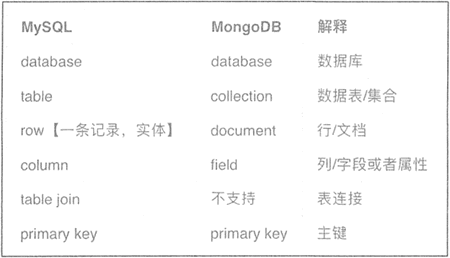 MySQL MongoDB 解释
database database 数据库
table collection 数据表/集合
row【一条记录，实体】 document 行/文档
column field 列/字段或者属性
table join 不支持 表连接
primary key primary key 主键